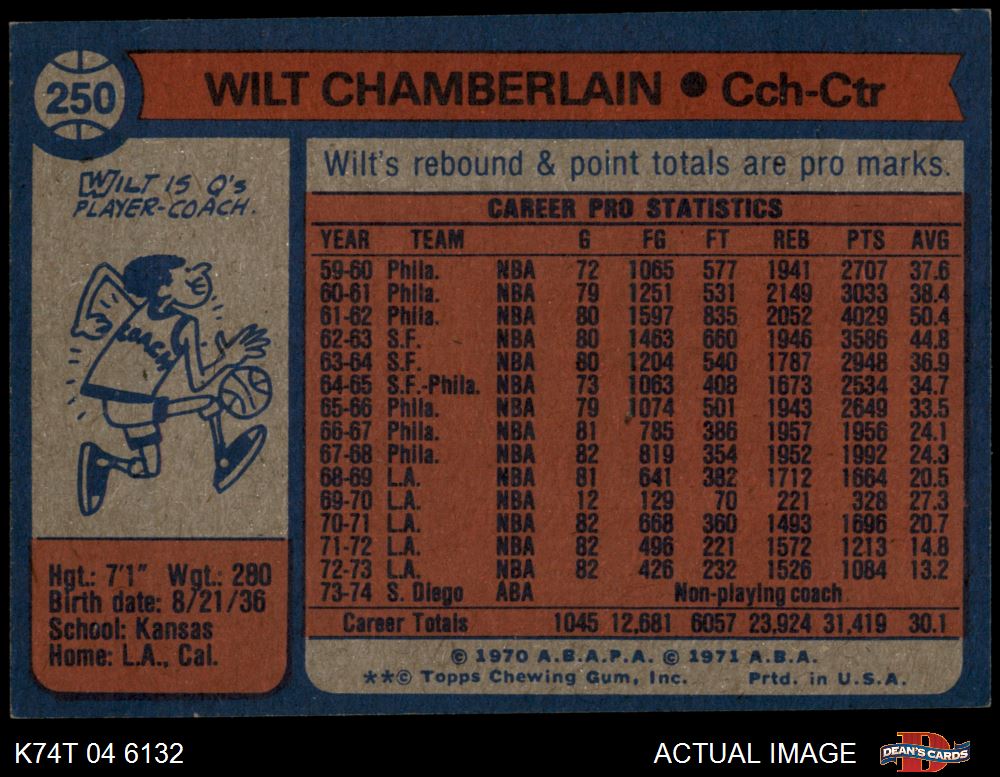 250
WILT CHAMBERLAIN ● Cch-Ctr
WILT IS Q's
PLAYER-COACH.
COACH
Hgt.: 7'1" Wgt.: 280
Birth date: 8/21/36
School: Kansas
Home: L.A., Cal.
Wilt's rebound & point totals are pro marks.
CAREER PRO STATISTICS
YEAR TEAM G FG FT REB PTS AVG
59-60 Phila. NBA 72 1065 577 1941 2707 37.6
60-61 Phila. NBA 79 1251 531 2149 3033 38.4
61-62 Phila. NBA 80 1597 835 2052 4029 50.4
62-63 S.F. NBA 80 1463 660 1946 3586 44.8
63-64 S.F. NBA 80 1204 540 1787 2948 36.9
64-65 S.F.-Phila. NBA 73 1063 408 1673 2534 34.7
65-66 Phila. NBA 79 1074 501 1943 2649 33.5
66-67 Phila. NBA 81 785 386 1957 1956 24.1
67-68 Phila. NBA 82 819 354 1952 1992 24.3
68-69 L.A. NBA 81 641 382 1712 1664 20.5
69-70 L.A. NBA 12 129 70 221 328 27.3
70-71 L.A. NBA 82 668 360 1493 1696 20.7
71-72 L.A. NBA 82 496 221 1572 1213 14.8
72-73 L.A. NBA 82 426 232 1526 1084 13.2
73-74 S. Diego ABA Non-playing coach
Career Totals 1045 12,681 6057 23,924 31,419 30.1
© 1970 A.B.A.P.A. © 1971 A.B.A.
**© Topps Chewing Gum, Inc. Prtd. in U.S.A.
K74T 04 6132
ACTUAL IMAGE
D
DEAN'S CARDS